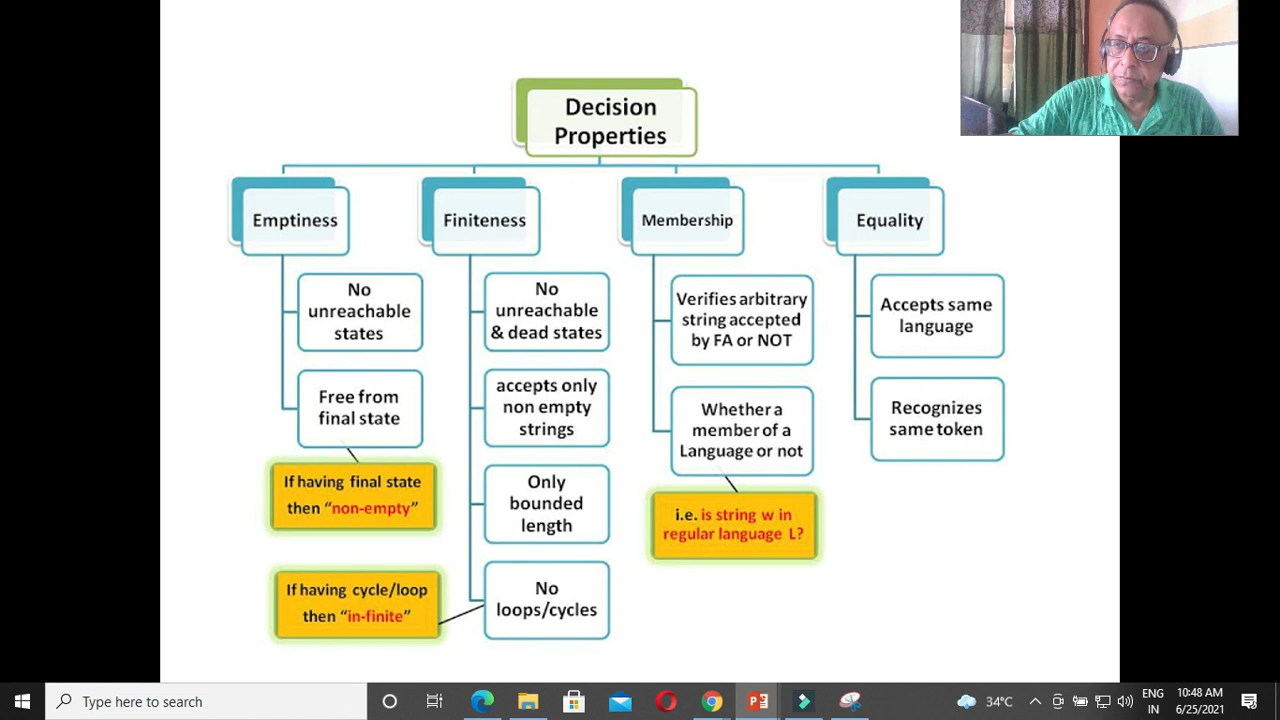 Decision
Properties
Emptiness
Finiteness
Membership
Equality
No
unreachable
states
Free from
final state
If having final state
then “non-empty”
No
unreachable
& dead states
accepts only
non empty
strings
Only
bounded
length
No
loops/cycles
If having cycle/loop
then “in-finite”
Verifies arbitrary
string accepted
by FA or NOT
Whether a
member of a
Language or not
i.e. is string w in
regular language L?
Accepts same
language
Recognizes
same token
Type here to search
34°C
ENG
IN
10:48 AM
6/25/2021